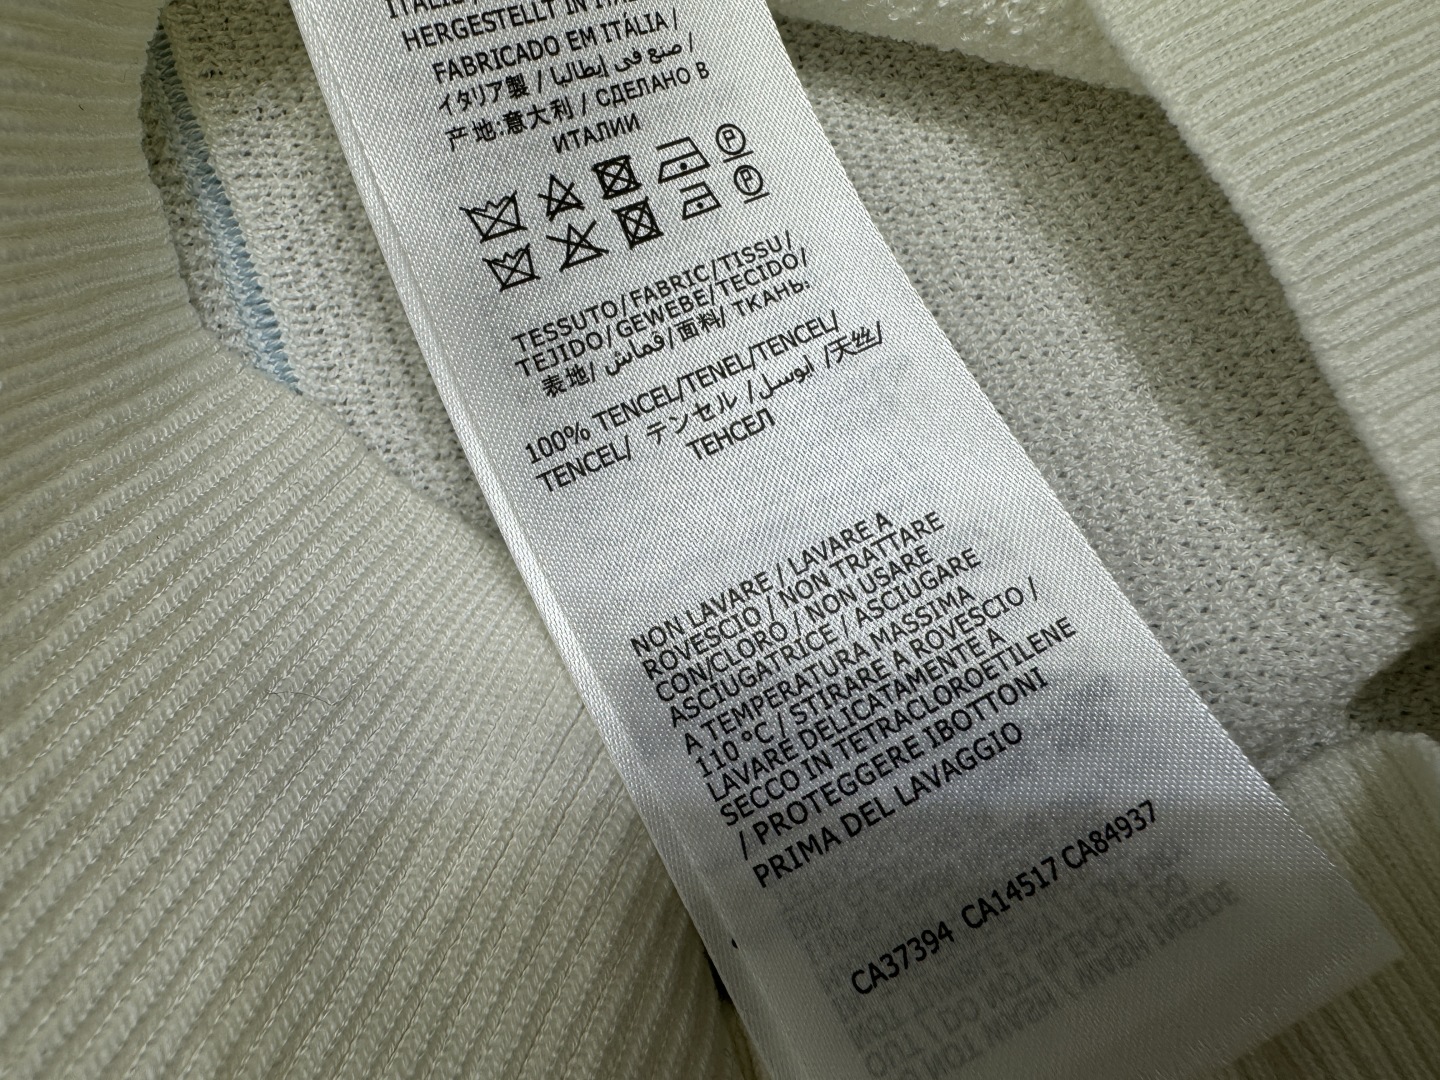 HERGESTELLT IN
FABRICADO EM ITÁLIA /
イタリア製 / صنع في إيطاليا /
产地:意大利 / СДЕЛАНО В
ИТАЛИИ
P
P
TESSUTO/FABRIC/TISSU/
TEJIDO/GEWEBE/TECIDO/
表地/ قماش/面料/ ТКАНЬ:
100% TENCEL/TENEL/TENCEL/
TENCEL/ テンセル / ايوسل /天丝/
ТЕНСЕЛ
NON LAVARE / LAVARE A
ROVESCIO / NON TRATTARE
CON/CLORO / NON USARE
ASCIUGATRICE / ASCIUGARE
A TEMPERATURA MASSIMA
110 °C / STIRARE A ROVESCIO /
LAVARE DELICATAMENTE A
SECCO IN TETRACLOROETILENE
/ PROTEGGERE IBOTTONI
PRIMA DEL LAVAGGIO
CA37394 CA14517 CA84937